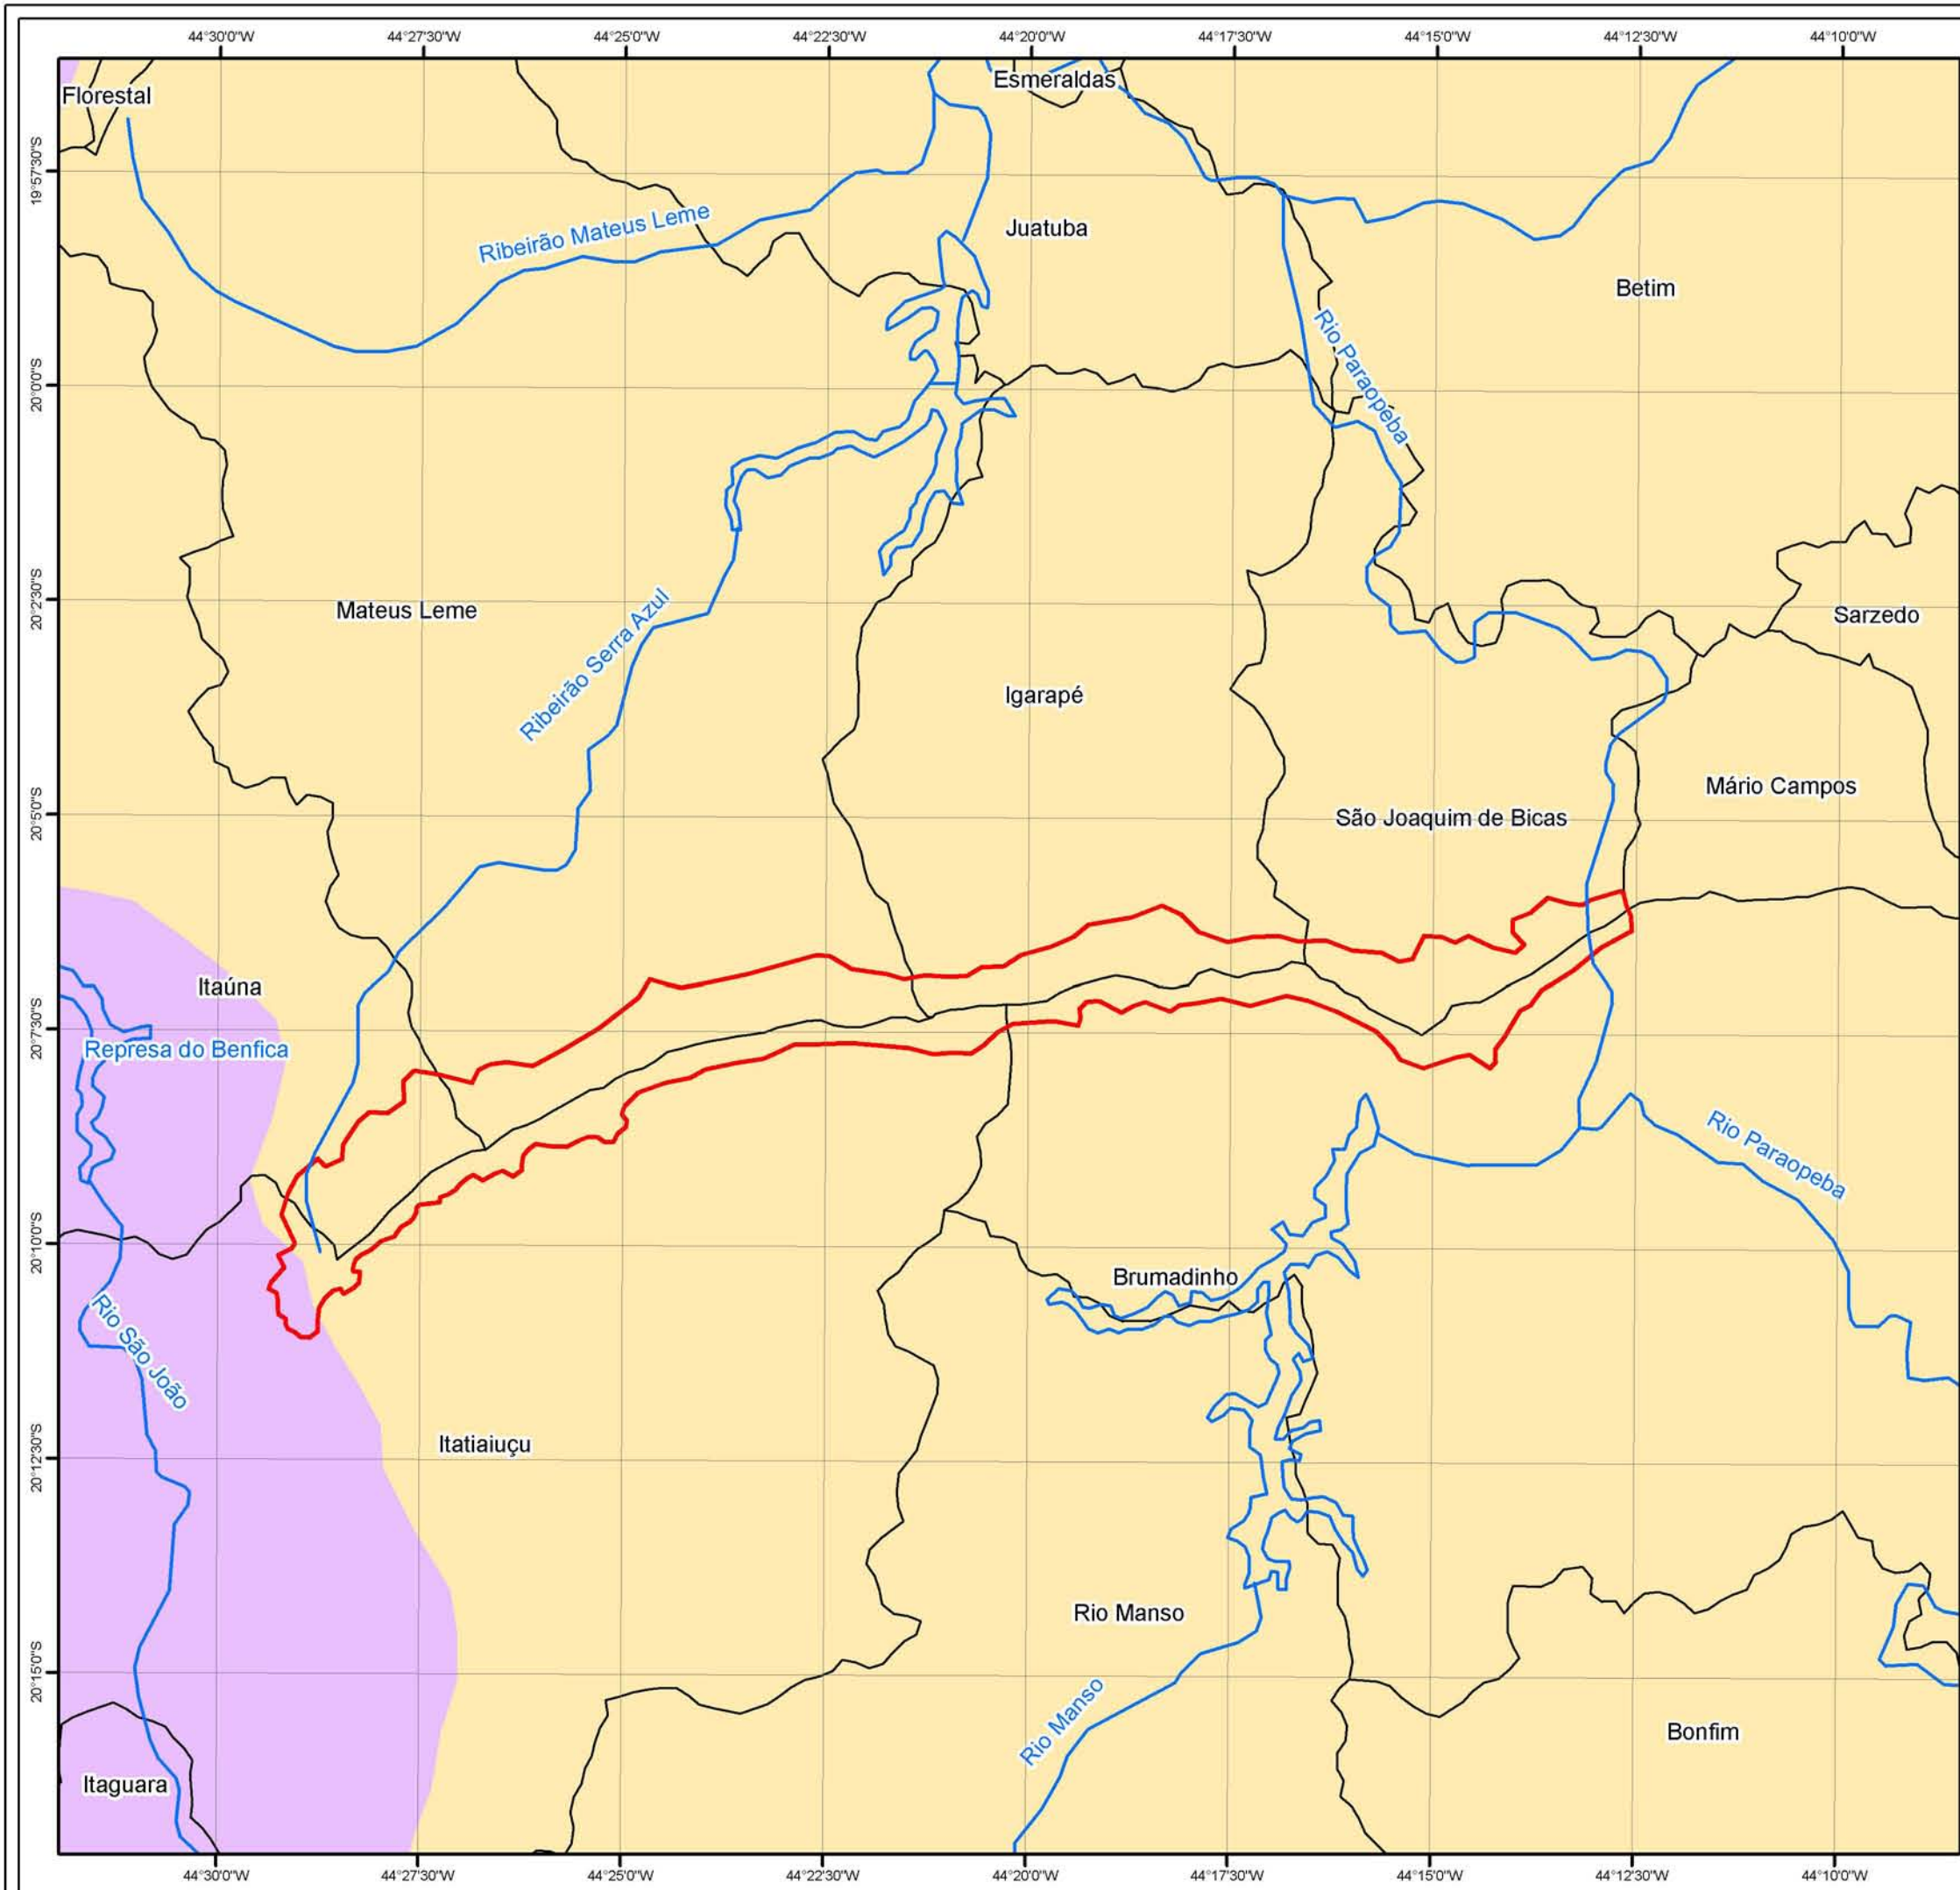 44°30'0"W
44°27'30"W
44°25'0"W
44°22'30"W
44°20'0"W
44°17'30"W
44°15'0"W
44°12'30"W
44°10'0"W
Florestal
Esmeraldas
19°57'30"S
Ribeirão Mateus Leme
Juatuba
Betim
Rio Paraopeba
20°0'0"S
20°2'30"S
Mateus Leme
Sarzedo
Ribeirão Serra Azul
Igarapé
Mário Campos
São Joaquim de Bicas
20°5'0"S
Itaúna
20°7'30"S
Represa do Benfica
Rio Paraopeba
20°10'0"S
Brumadinho
Rio São João
Itatiaiuçu
20°12'30"S
Rio Manso
20°15'0"S
Rio Manso
Bonfim
Itaguara
44°30'0"W
44°27'30"W
44°25'0"W
44°22'30"W
44°20'0"W
44°17'30"W
44°15'0"W
44°12'30"W
44°10'0"W